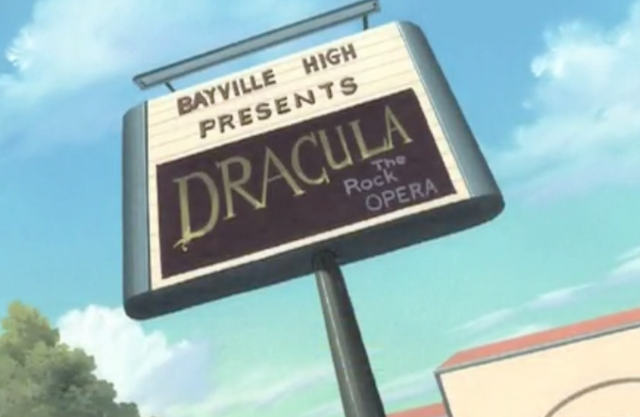 BAYVILLE HIGH
PRESENTS
DRACULA
The
Rock
OPERA